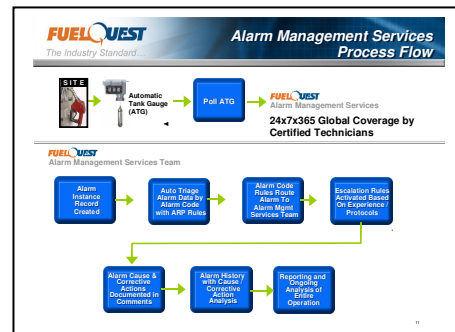 FUELQUEST
The Industry Standard...
Alarm Management Services
Process Flow
SITE
Automatic
Tank Gauge
(ATG)
Poll ATG
FUELQUEST
Alarm Management Services
24x7x365 Global Coverage by
Certified Technicians
FUELQUEST
Alarm Management Services Team
Alarm
Instance
Record
Created
Auto Triage
Alarm Data by
Alarm Code
with ARP Rules
Alarm Code
Rules Route
Alarm To
Alarm Mgmt
Services Team
Escalation Rules
Activated Based
On Experience /
Protocols
Alarm Cause &
Corrective
Actions
Documented in
Comments
Alarm History
with Cause /
Corrective
Action
Analysis
Reporting and
Ongoing
Analysis of
Entire
Operation